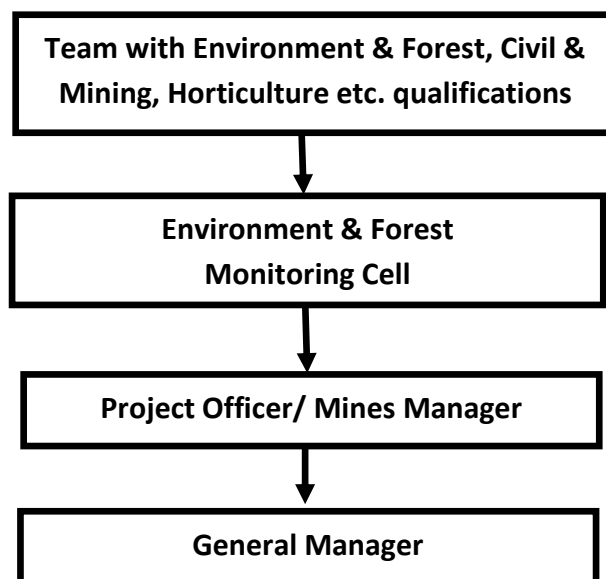 Team with Environment & Forest, Civil &
Mining, Horticulture etc. qualifications
Environment & Forest
Monitoring Cell
Project Officer/ Mines Manager
General Manager